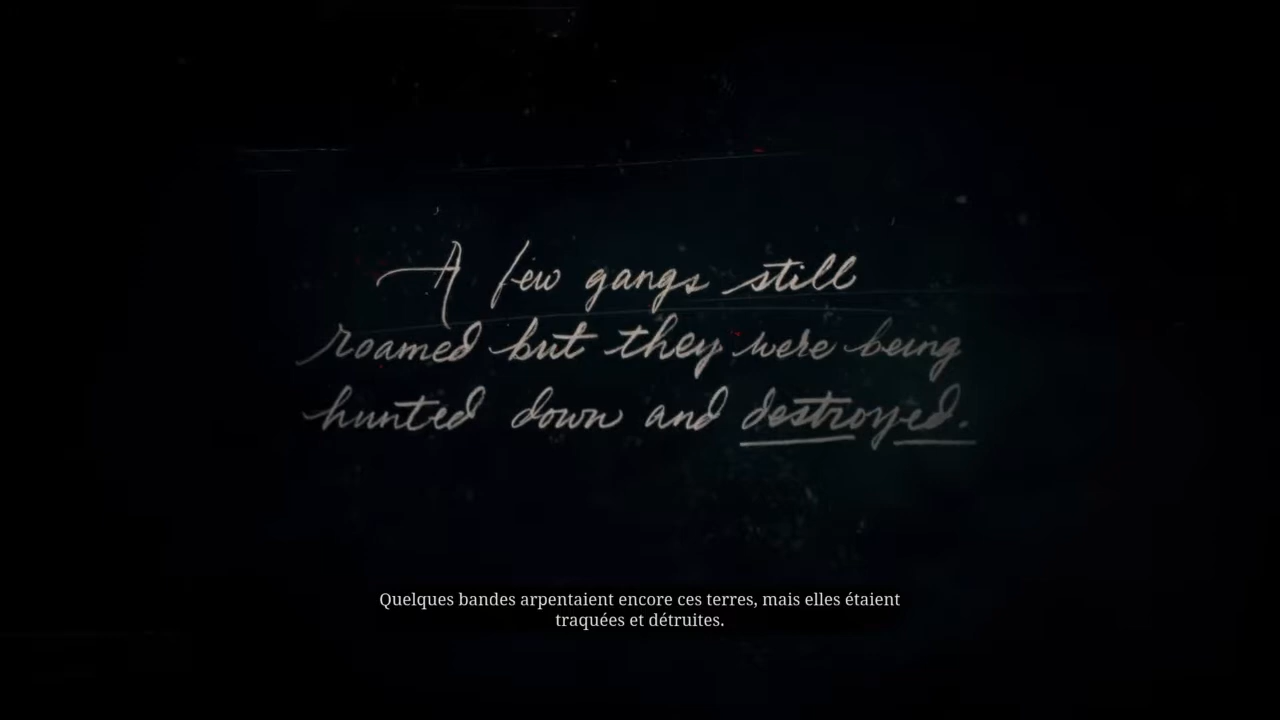 A few gangs still
roamed but they were being
hunted down and destroyed.
Quelques bandes arpentaient encore ces terres, mais elles étaient
traquées et détruites.